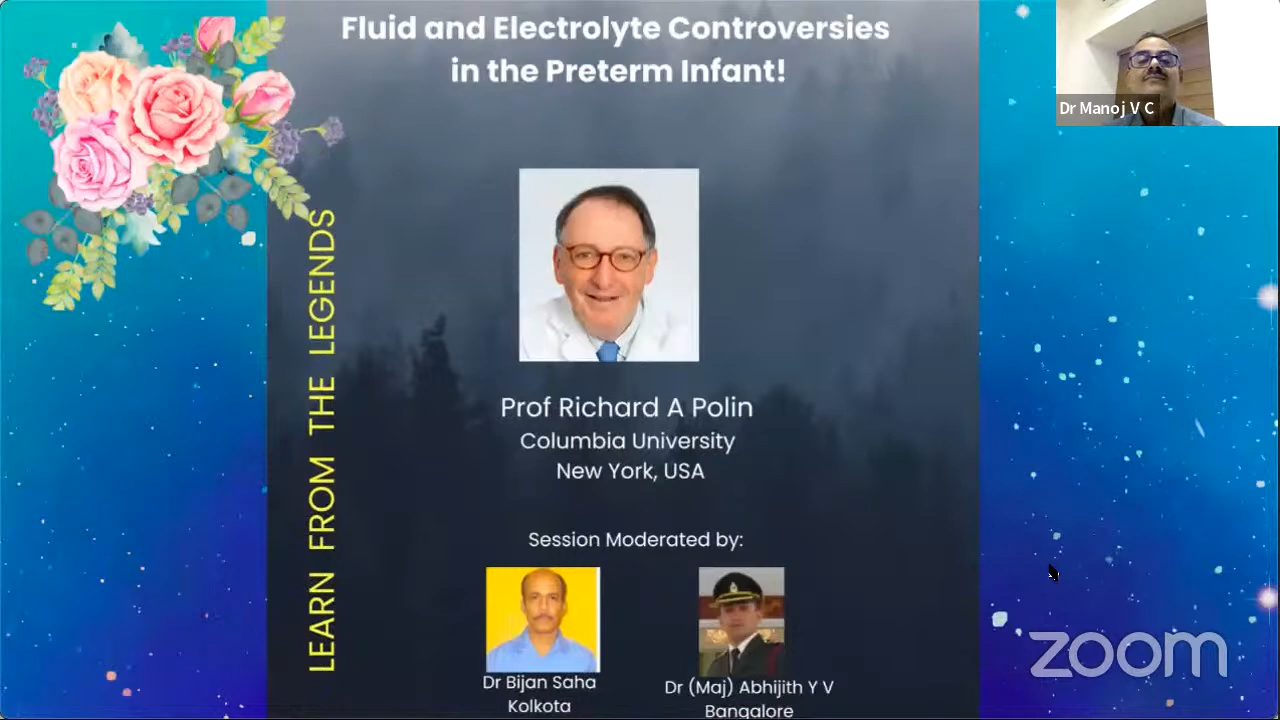 Fluid and Electrolyte Controversies
in the Preterm Infant!
Dr Manoj V C
LEARN FROM THE LEGENDS
Prof Richard A Polin
Columbia University
New York, USA
Session Moderated by:
Dr Bijan Saha
Kolkota
Dr (Maj) Abhijith Y V
Bangalore
zoom